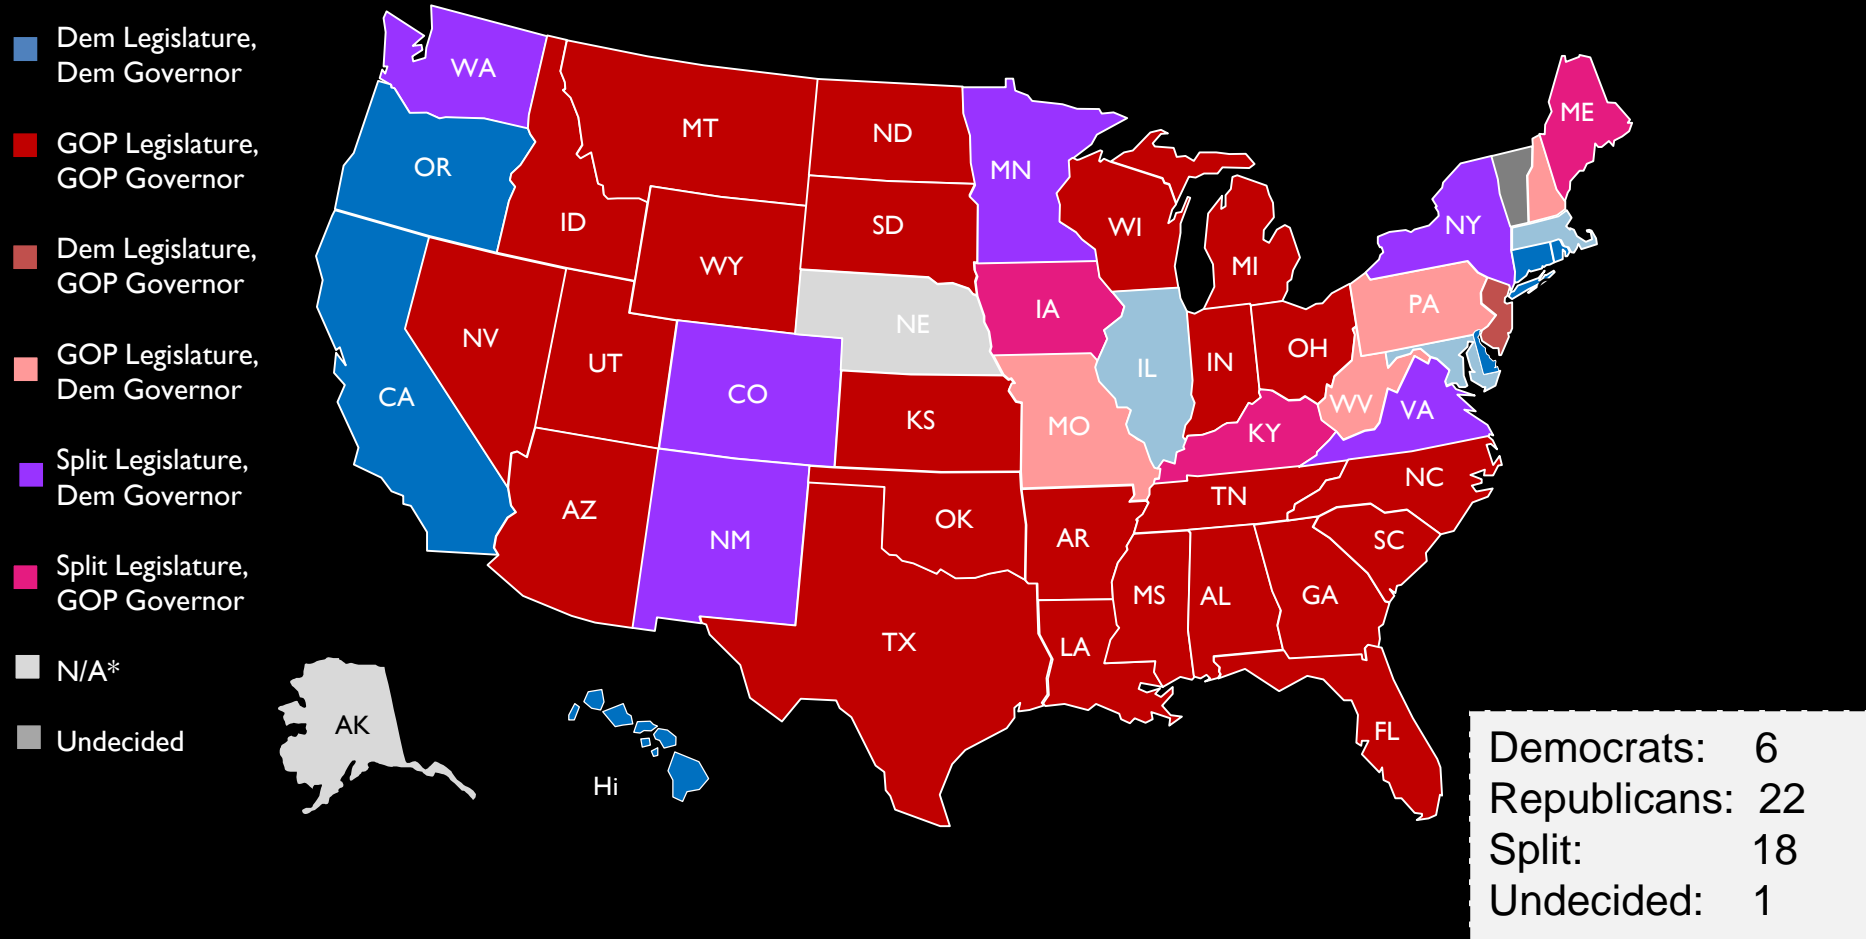 Dem Legislature,
Dem Governor
GOP Legislature,
GOP Governor
Dem Legislature,
GOP Governor
GOP Legislature,
Dem Governor
Split Legislature,
Dem Governor
Split Legislature,
GOP Governor
N/A*
Undecided
WA
OR
CA
NV
ID
MT
WY
UT
AZ
CO
NM
ND
SD
NE
KS
OK
TX
MN
IA
MO
AR
LA
WI
IL
MI
IN
OH
KY
TN
MS
AL
GA
FL
SC
NC
VA
WV
PA
NY
ME
AK
Hi
Democrats: 6
Republicans: 22
Split: 18
Undecided: 1